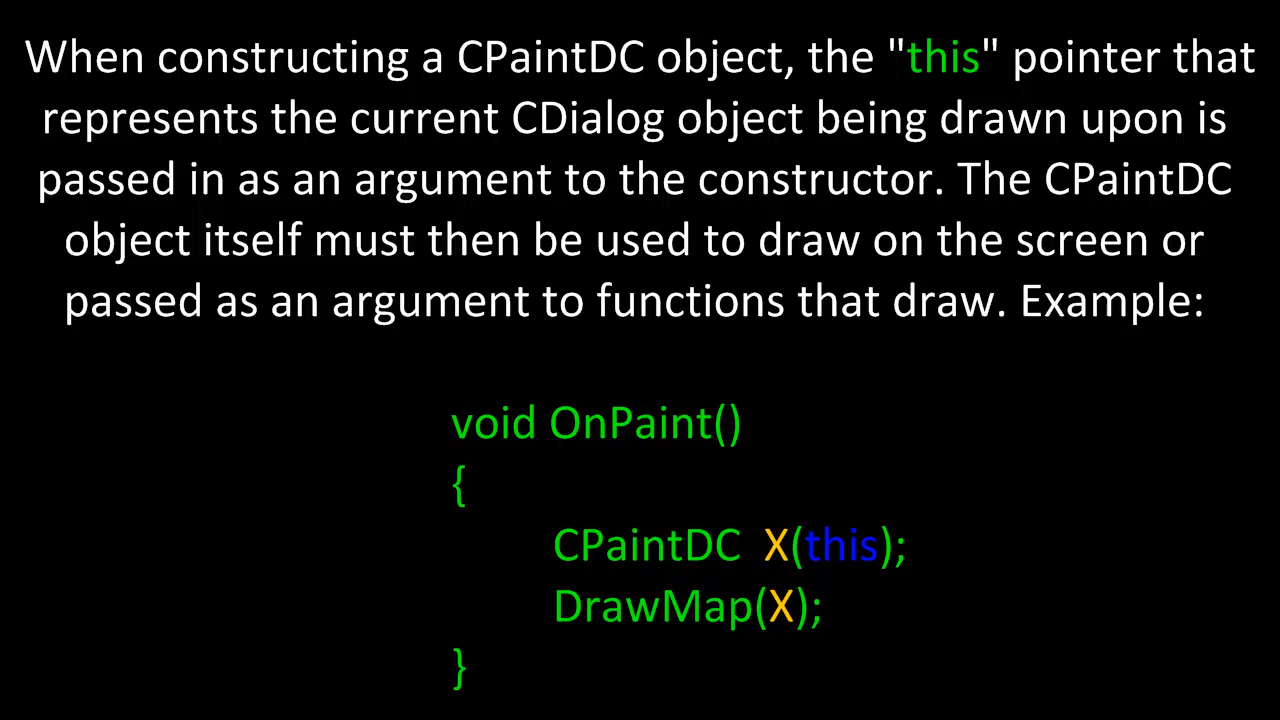 When constructing a CPaintDC object, the "this" pointer that
represents the current CDialog object being drawn upon is
passed in as an argument to the constructor. The CPaintDC
object itself must then be used to draw on the screen or
passed as an argument to functions that draw. Example:
void OnPaint()
{
CPaintDC X(this);
DrawMap(X);
}